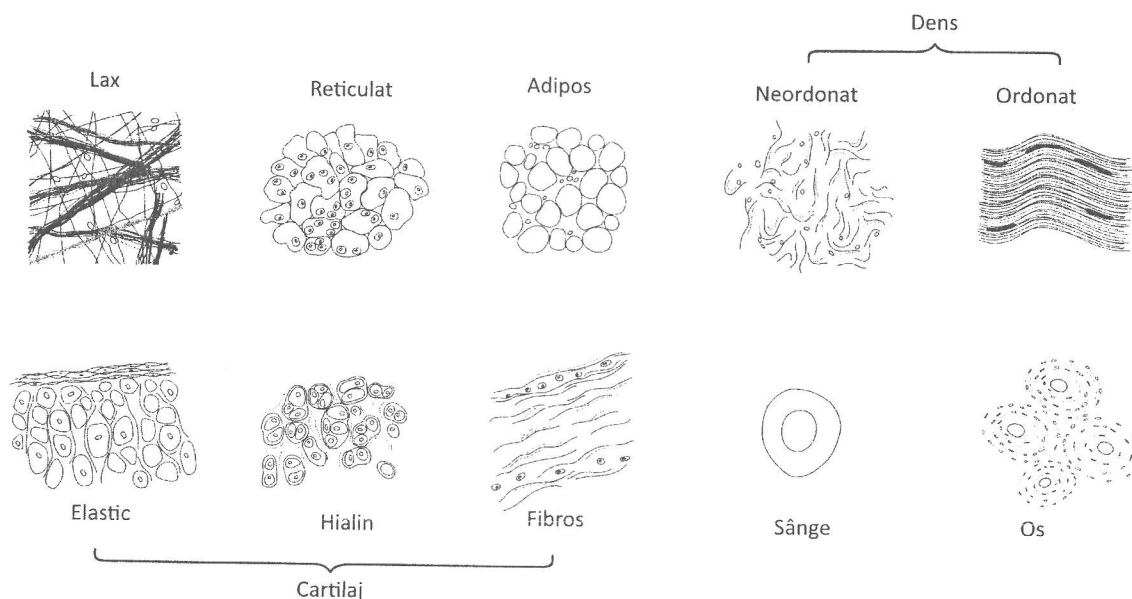 Dens
Lax
Reticulat
Adipos
Neordonat
Ordonat
Elastic
Hialin
Fibros
Sânge
Os
Cartilaj